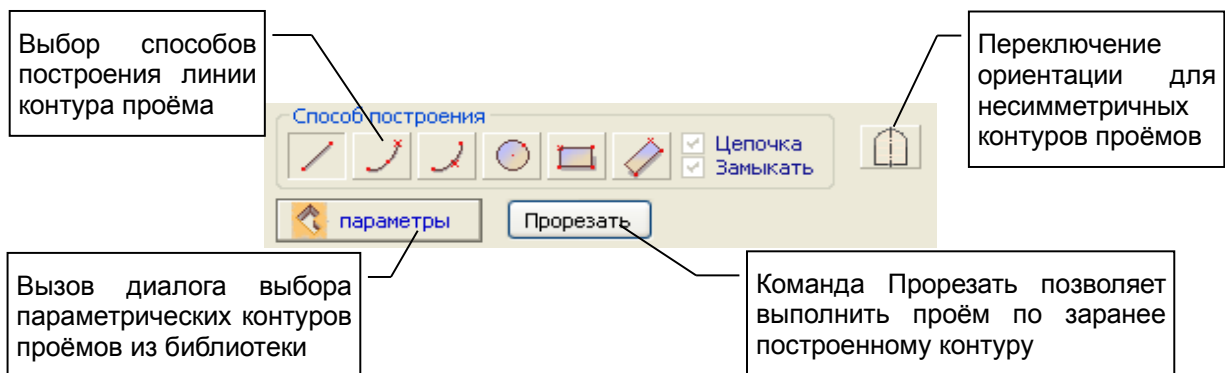 Выбор способов
построения линии
контура проёма
Переключение
ориентации для
несимметричных
контуров проёмов
Способ построения
Цепочка
Замыкать
параметры
Прорезать
Вызов диалога выбора
параметрических контуров
проёмов из библиотеки
Команда Прорезать позволяет
выполнить проём по заранее
построенному контуру